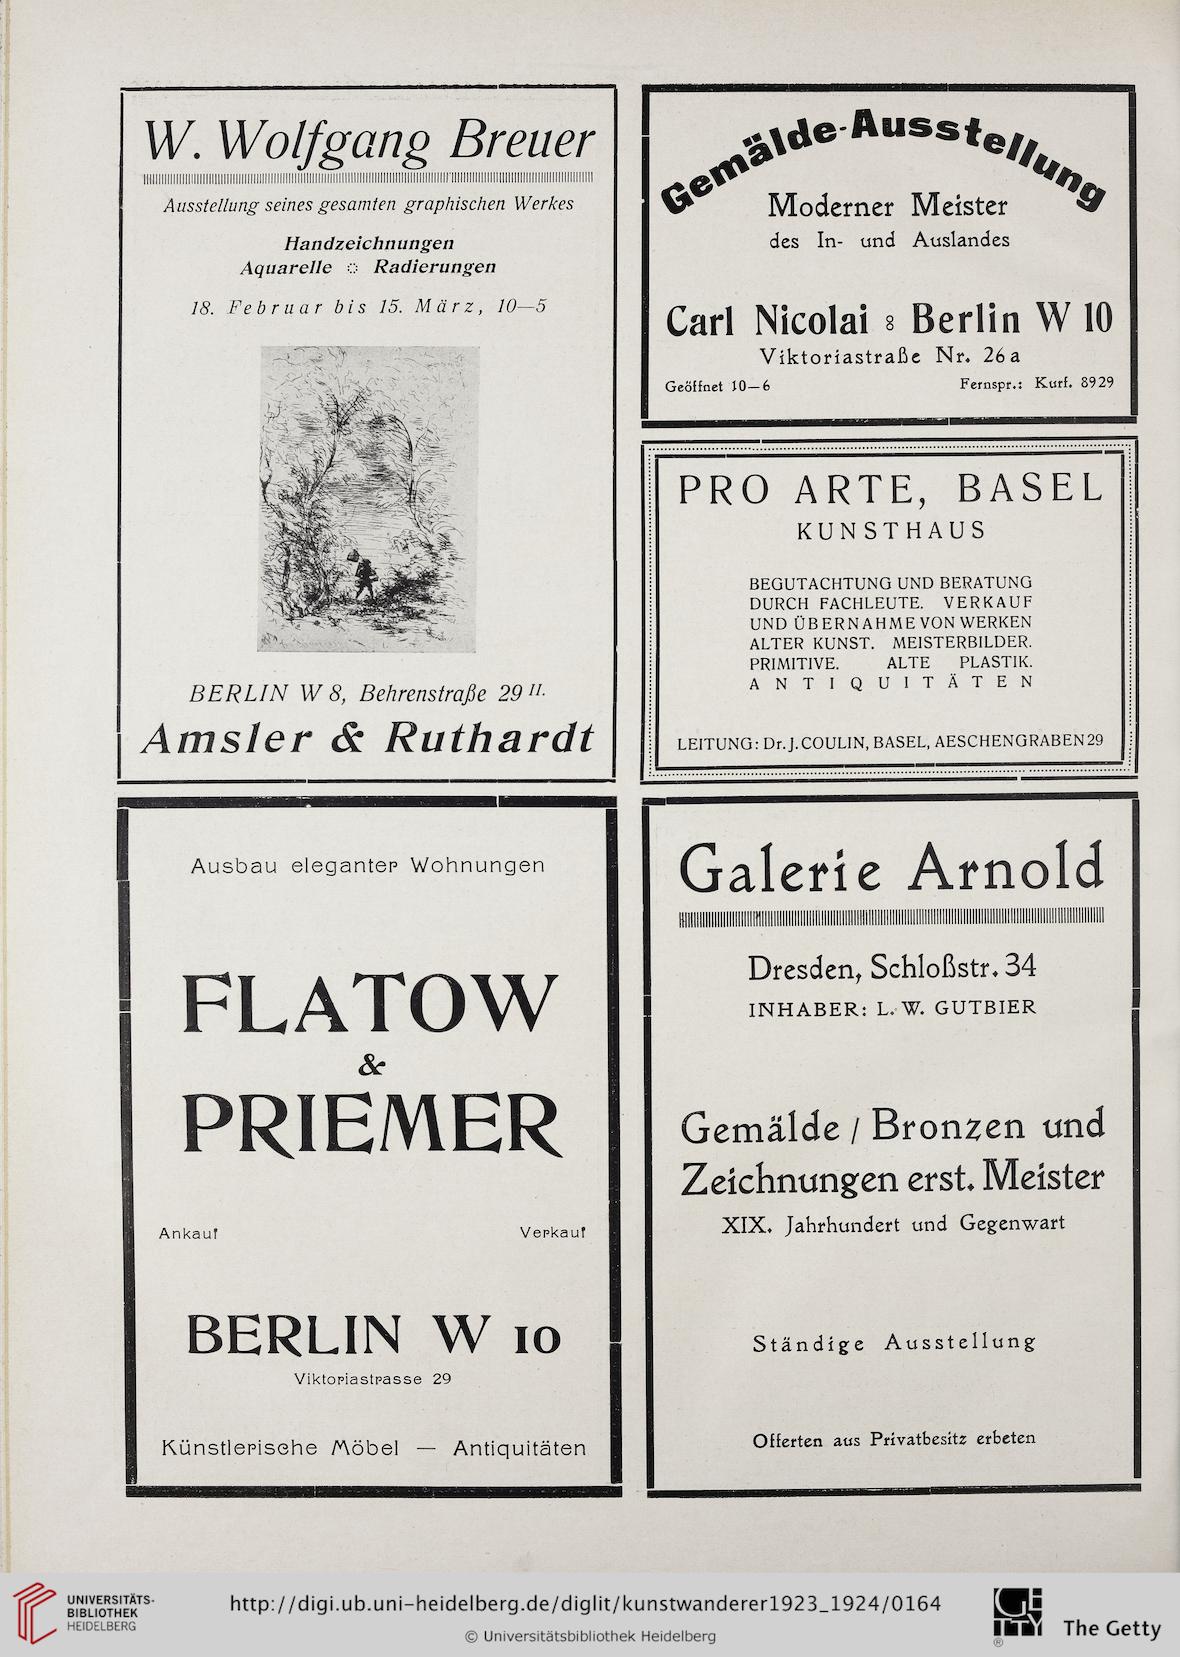 W. Wolfgang Breuer
Ausstellung seines gesamten graphischen Werkes
Handzeichnungen
Aquarelle Radierungen
18. Februar bis 15. März, 10—5
BERLIN W 8, Behrenstraße 29 II.
Amsler & Ruthardt
Gemälde-Ausstellung
Moderner Meister
des In- und Auslandes
Carl Nicolai 8 Berlin W 10
Viktoriastraße Nr. 26a
Geöffnet 10—6 Fernspr.: Kurf. 8929
PRO ARTE, BASEL
KUNSTHAUS
BEGUTACHTUNG UND BERATUNG
DURCH FACHLEUTE. VERKAUF
UND ÜBERNAHME VON WERKEN
ALTER KUNST. MEISTERBILDER.
PRIMITIVE. ALTE PLASTIK.
ANTIQUITÄTEN
LEITUNG: Dr. J. COULIN, BASEL, AESCHENGRABEN 29
Ausbau eleganter Wohnungen
FLATOW
&
PRIEMER
Ankauf Verkauf
BERLIN W 10
Viktoriastrasse 29
Künstlerische Möbel — Antiquitäten
Galerie Arnold
Dresden, Schloßstr. 34
INHABER: L. W. GUTBIER
Gemälde / Bronzen und
Zeichnungen erst. Meister
XIX. Jahrhundert und Gegenwart
Ständige Ausstellung
Offerten aus Privatbesitz erbeten
UNIVERSITÄTS-
BIBLIOTHEK
HEIDELBERG
http://digi.ub.uni-heidelberg.de/diglit/kunstwanderer1923_1924/0164
© Universitätsbibliothek Heidelberg
GETTY
®
The Getty